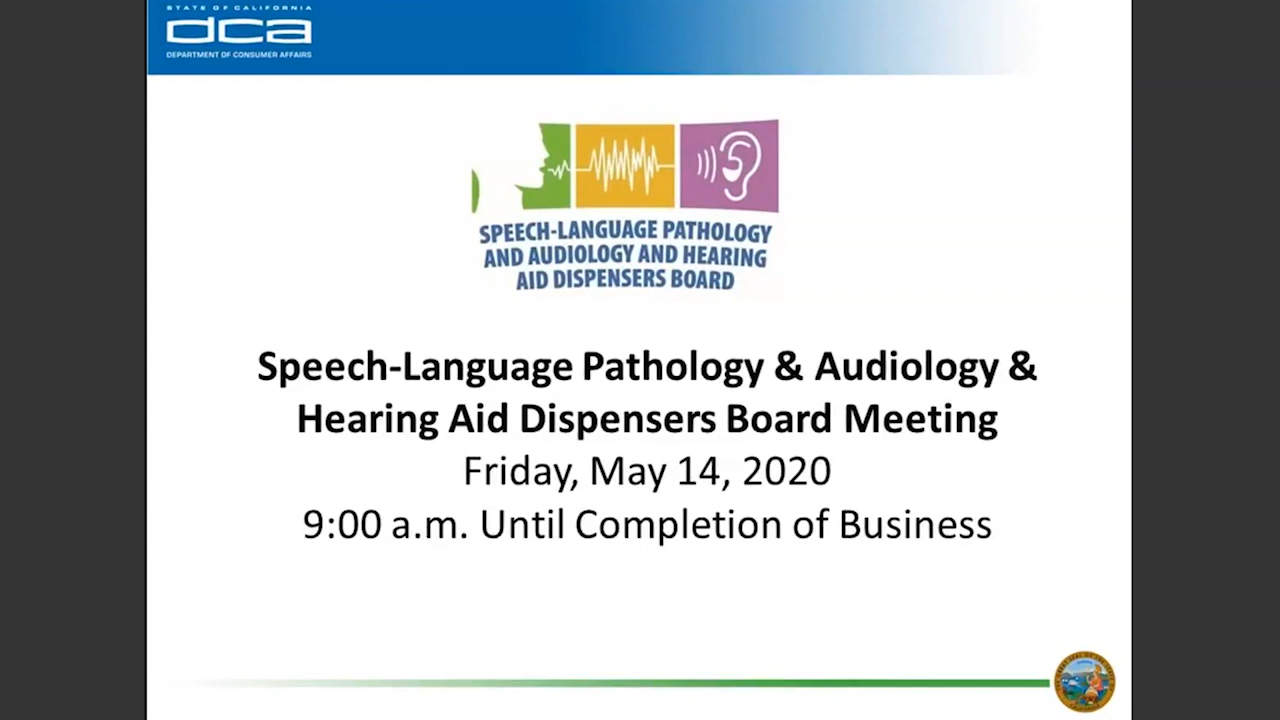 STATE OF CALIFORNIA
dca
DEPARTMENT OF CONSUMER AFFAIRS
SPEECH-LANGUAGE PATHOLOGY
AND AUDIOLOGY AND HEARING
AID DISPENSERS BOARD
Speech-Language Pathology & Audiology &
Hearing Aid Dispensers Board Meeting
Friday, May 14, 2020
9:00 a.m. Until Completion of Business